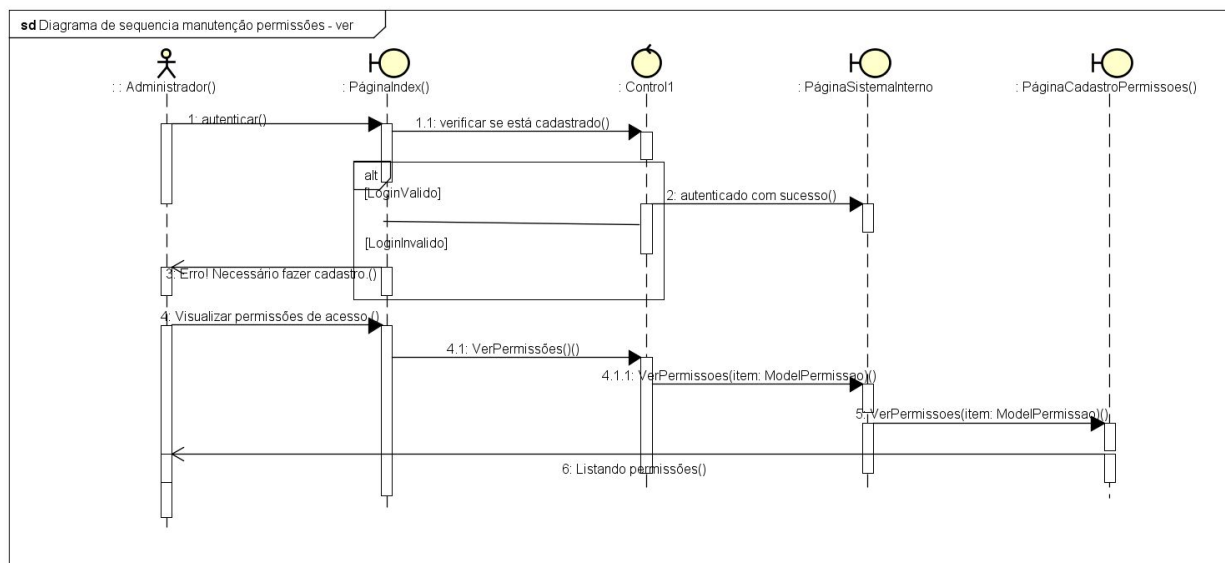 sd Diagrama de sequencia manutenção permissões - ver
: : Administrador()
: PáginaIndex()
: Control1
: PáginaSistemaInterno
: PáginaCadastroPermissoes()
1: autenticar()
1.1: verificar se está cadastrado()
alt
[LoginValido]
2: autenticado com sucesso()
[LoginInvalido]
3: Erro! Necessário fazer cadastro.()
4: Visualizar permissões de acesso.()
4.1: VerPermissões()()
4.1.1: VerPermissoes(item: ModelPermissao)()
5: VerPermissoes(item: ModelPermissao)()
6: Listando permissões()